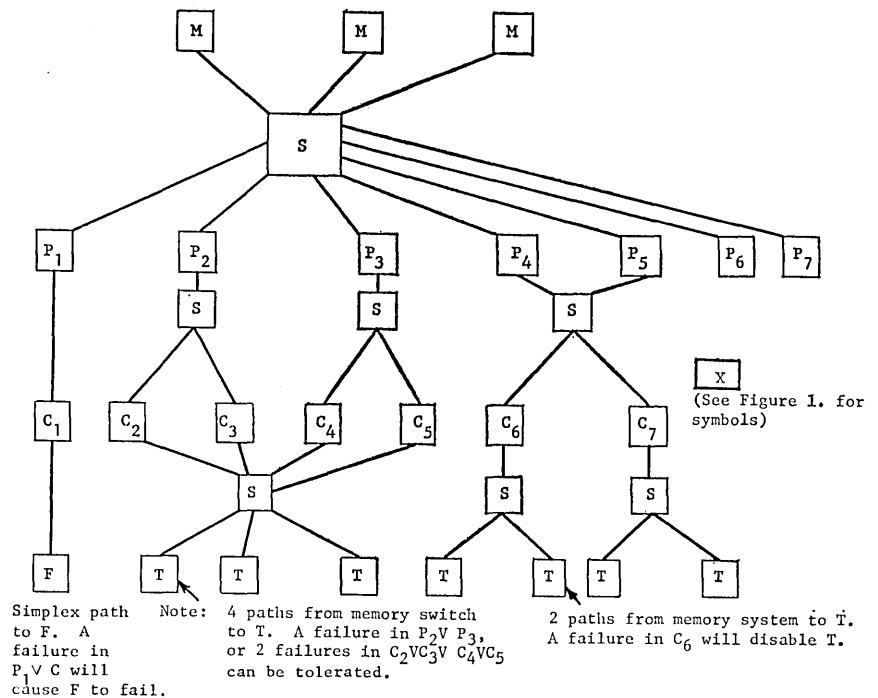 M M M
S
P1 P2 P3 P4 P5 P6 P7
S S S
X
(See Figure 1. for
symbols)
C1 C2 C3 C4 C5 C6 C7
S S S
F T T T T T T T
Simplex path
to F. A
failure in
P1V C will
cause F to fail.
Note: 4 paths from memory switch
to T. A failure in P2V P3,
or 2 failures in C2VC3V C4VC5
can be tolerated.
2 paths from memory system to T.
A failure in C6 will disable T.